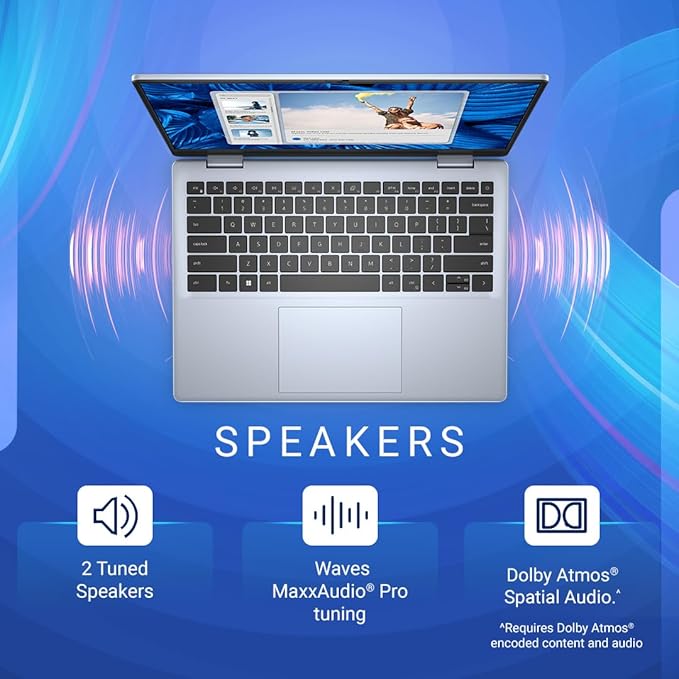 SPEAKERS
2 Tuned
Speakers
Waves
MaxxAudio® Pro
tuning
Dolby Atmos®
Spatial Audio.^
^Requires Dolby Atmos®
encoded content and audio